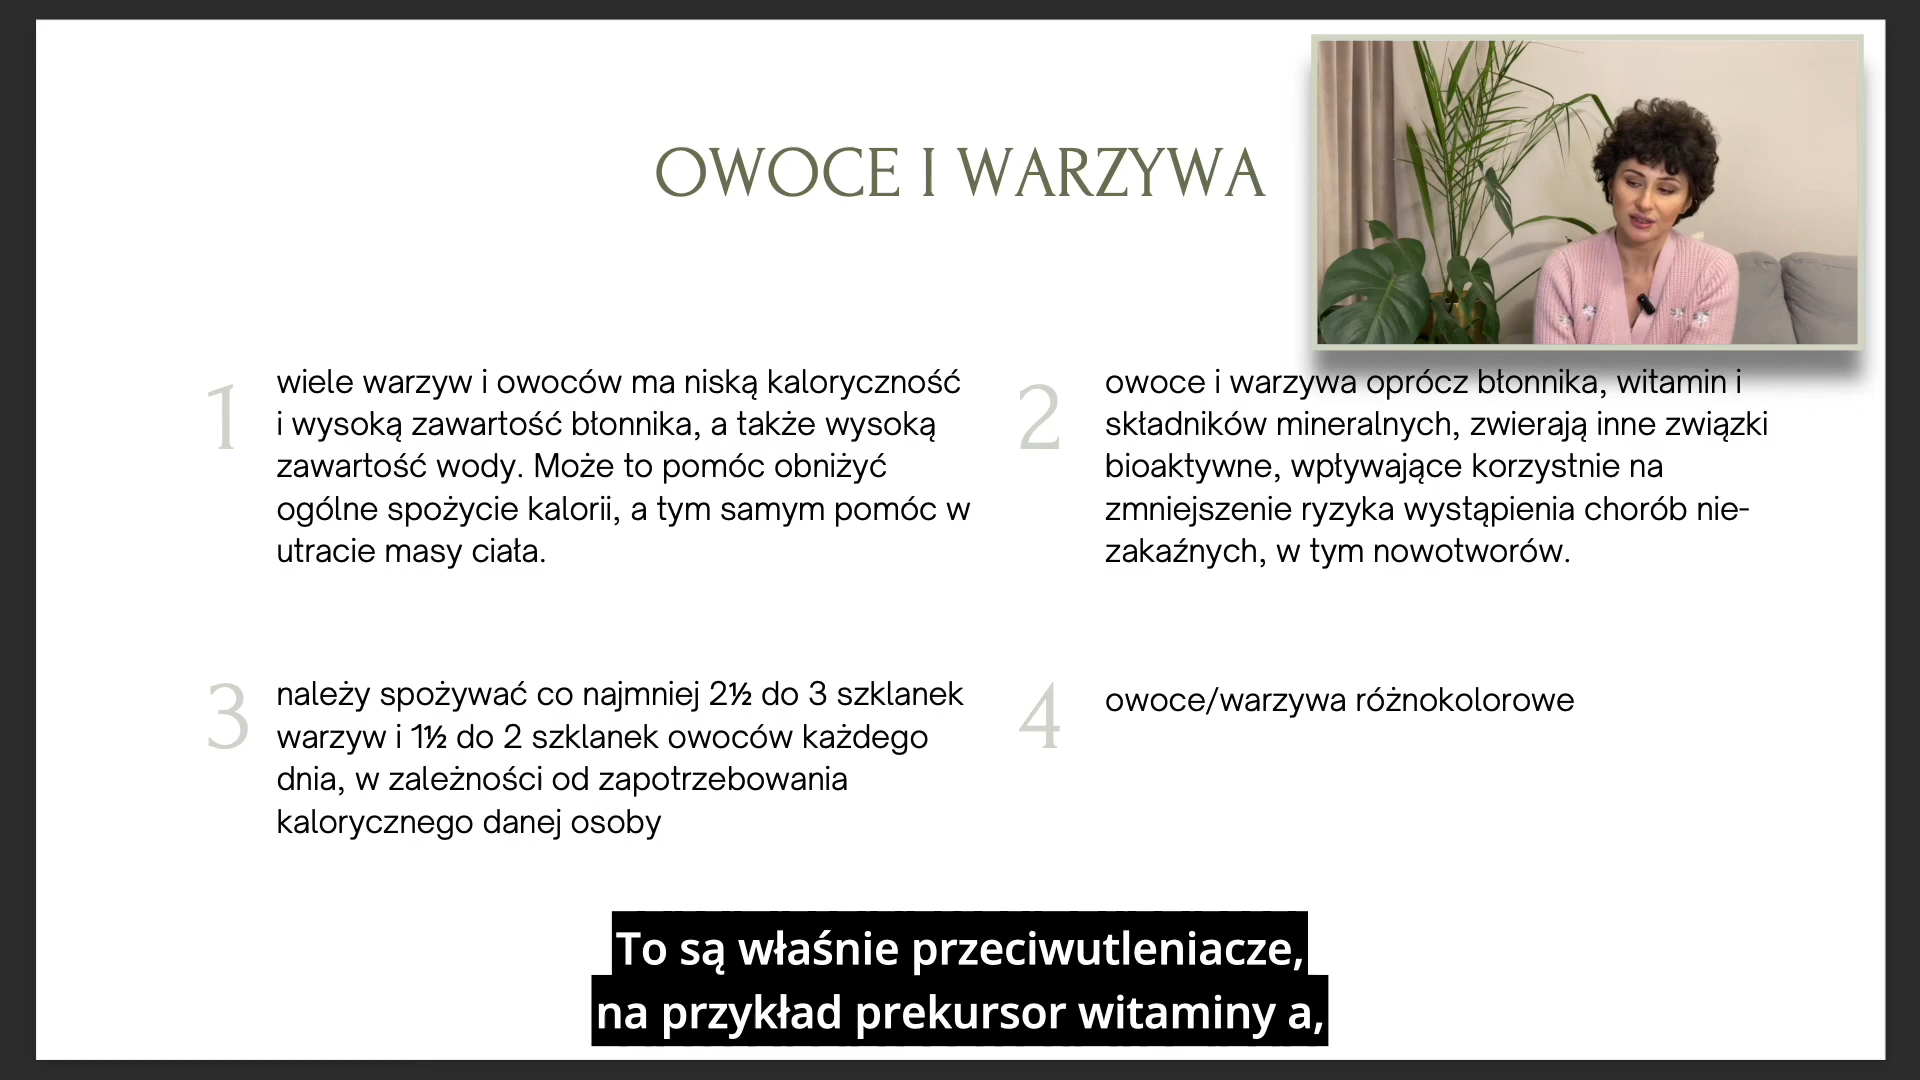 OWOCE I WARZYWA
1
wiele warzyw i owoców ma niską kaloryczność
i wysoką zawartość błonnika, a także wysoką
zawartość wody. Może to pomóc obniżyć
ogólne spożycie kalorii, a tym samym pomóc w
utracie masy ciała.
2
owoce i warzywa oprócz błonnika, witamin i
składników mineralnych, zwierają inne związki
bioaktywne, wpływające korzystnie na
zmniejszenie ryzyka wystąpienia chorób nie-
zakaźnych, w tym nowotworów.
3
należy spożywać co najmniej 2½ do 3 szklanek
warzyw i 1½ do 2 szklanek owoców każdego
dnia, w zależności od zapotrzebowania
kalorycznego danej osoby
4
owoce/warzywa różnokolorowe
To są właśnie przeciwutleniacze,
na przykład prekursor witaminy a,